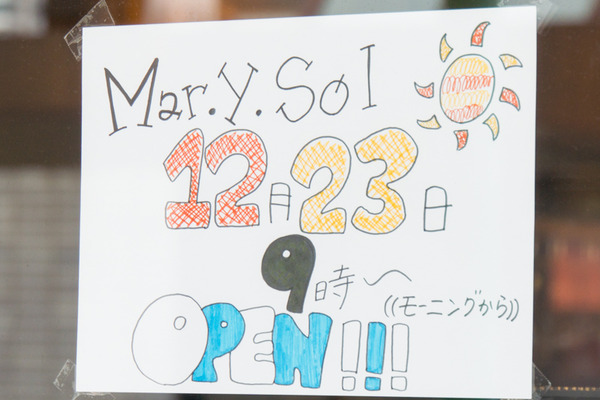 Mar.y.Sol
12月23日
9時〜
((モーニングから))
OPEN!!!